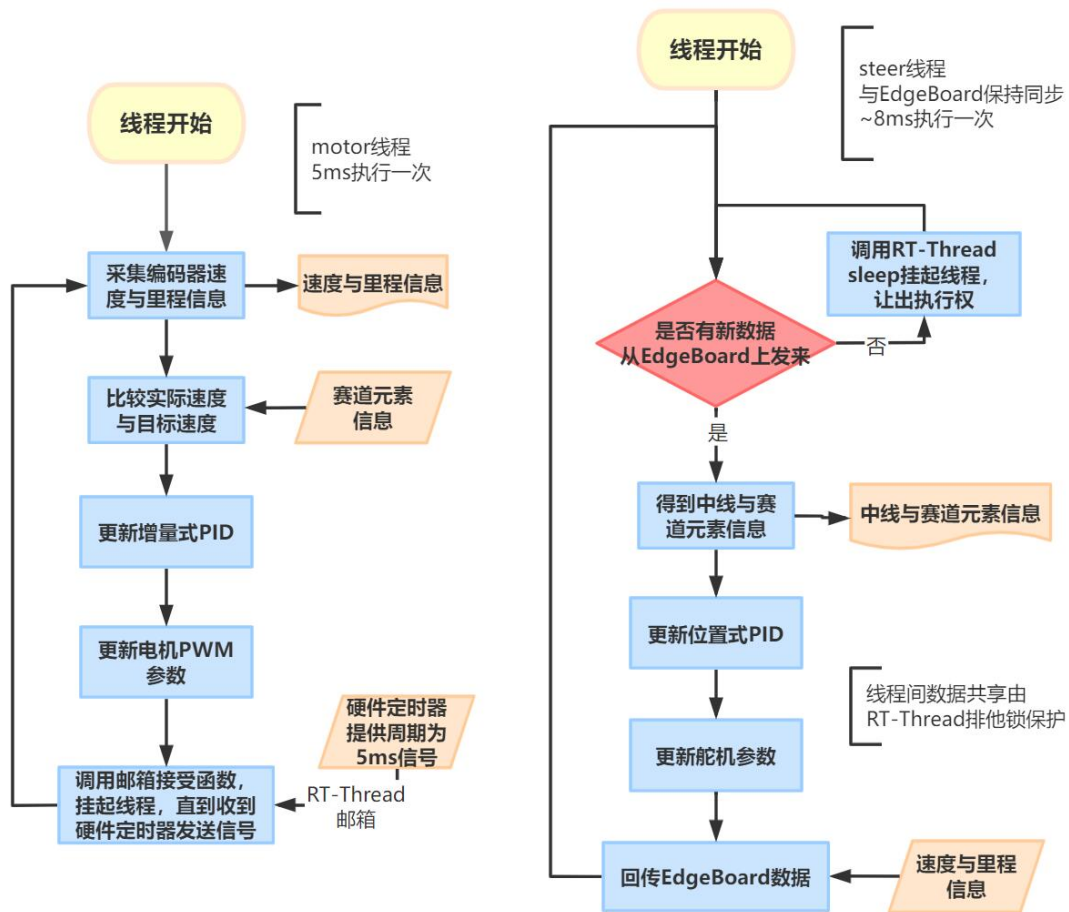 线程开始
motor线程
5ms执行一次
采集编码器速
度与里程信息
速度与里程信息
比较实际速度
与目标速度
赛道元素
信息
更新增量式PID
更新电机PWM
参数
硬件定时器
提供周期为
5ms信号
调用邮箱接受函数，
挂起线程，直到收到
硬件定时器发送信号
RT-Thread
邮箱
线程开始
steer线程
与EdgeBoard保持同步
~8ms执行一次
调用RT-Thread
sleep挂起线程，
让出执行权
是否有新数据
从EdgeBoard上发来
否
是
得到中线与赛
道元素信息
中线与赛道元素信息
更新位置式PID
线程间数据共享由
RT-Thread排他锁保护
更新舵机参数
回传EdgeBoard数据
速度与里程
信息